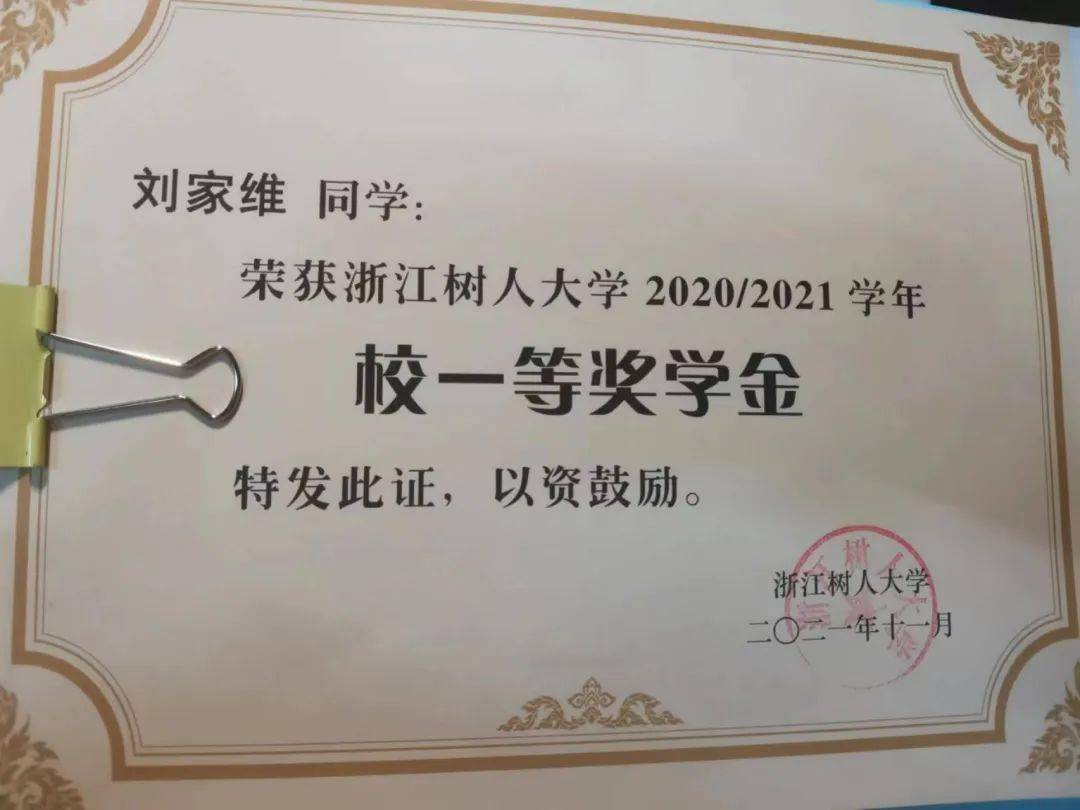 刘家维 同学：
荣获浙江树人大学 2020/2021 学年
校一等奖学金
特发此证，以资鼓励。
浙江树人大学
二〇二一年十一月